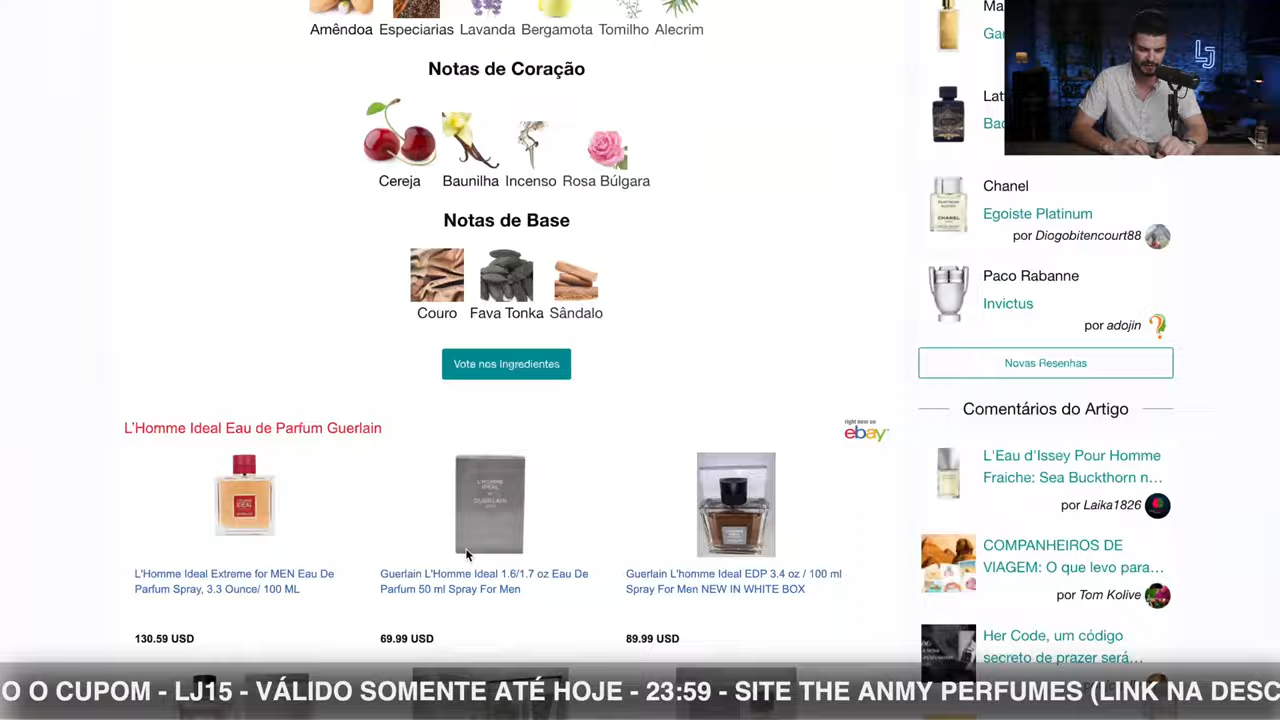 Amêndoa Especiarias Lavanda Bergamota Tomilho Alecrim
Notas de Coração
Cereja Baunilha Incenso Rosa Búlgara
Notas de Base
Couro Fava Tonka Sândalo
Vote nos Ingredientes
L'Homme Ideal Eau de Parfum Guerlain
right now on
ebay
L'Homme Ideal Extreme for MEN Eau De
Parfum Spray, 3.3 Ounce/ 100 ML
130.59 USD
Guerlain L'Homme Ideal 1.6/1.7 oz Eau De
Parfum 50 ml Spray For Men
69.99 USD
Guerlain L'homme Ideal EDP 3.4 oz / 100 ml
Spray For Men NEW IN WHITE BOX
89.99 USD
LJ
Chanel
Egoiste Platinum
por Diogobitencourt88
Paco Rabanne
Invictus
por adojin
Novas Resenhas
Comentários do Artigo
L'Eau d'Issey Pour Homme
Fraiche: Sea Buckthorn n…
por Laika1826
COMPANHEIROS DE
VIAGEM: O que levo para…
por Tom Kolive
Her Code, um código
secreto de prazer será…
O O CUPOM - LJ15 - VÁLIDO SOMENTE ATÉ HOJE - 23:59 - SITE THE ANMY PERFUMES (LINK NA DESC